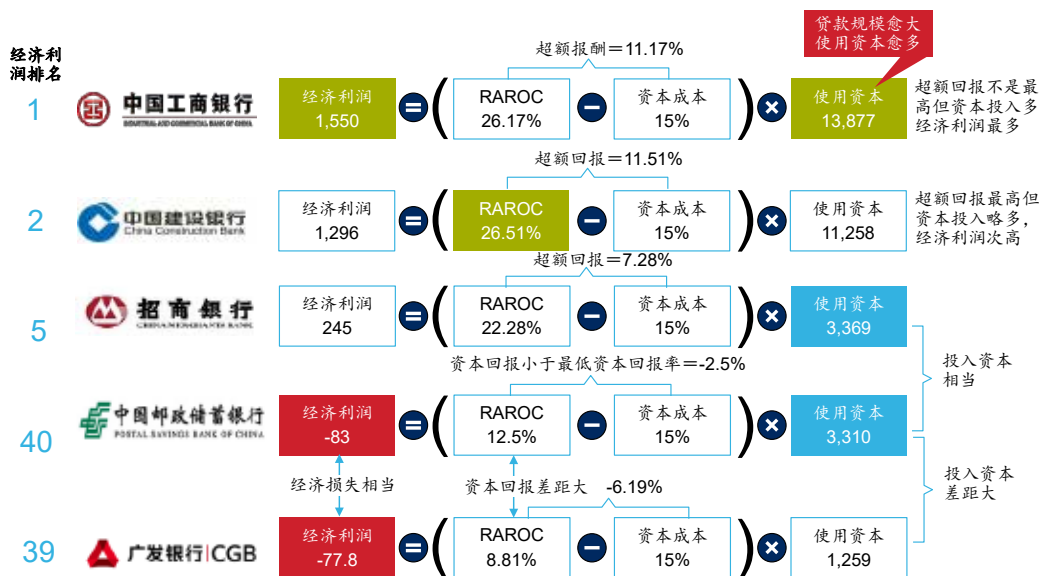 贷款规模愈大
使用资本愈多
经济利
润排名
超额报酬＝11.17%
1
中国工商银行
INDUSTRIAL AND COMMERCIAL BANK OF CHINA
经济利润
1,550
=
(
RAROC
26.17%
−
资本成本
15%
)
×
使用资本
13,877
超额回报不是最
高但资本投入多
经济利润最多
超额回报＝11.51%
2
中国建设银行
China Construction Bank
经济利润
1,296
=
(
RAROC
26.51%
−
资本成本
15%
)
×
使用资本
11,258
超额回报最高但
资本投入略多，
经济利润次高
超额回报＝7.28%
5
招商银行
CHINA MERCHANTS BANK
经济利润
245
=
(
RAROC
22.28%
−
资本成本
15%
)
×
使用资本
3,369
投入资本
相当
资本回报小于最低资本回报率＝-2.5%
40
中国邮政储蓄银行
POSTAL SAVINGS BANK OF CHINA
经济利润
-83
=
(
RAROC
12.5%
−
资本成本
15%
)
×
使用资本
3,310
投入资本
差距大
经济损失相当
资本回报差距大 -6.19%
39
广发银行|CGB
经济利润
-77.8
=
(
RAROC
8.81%
−
资本成本
15%
)
×
使用资本
1,259